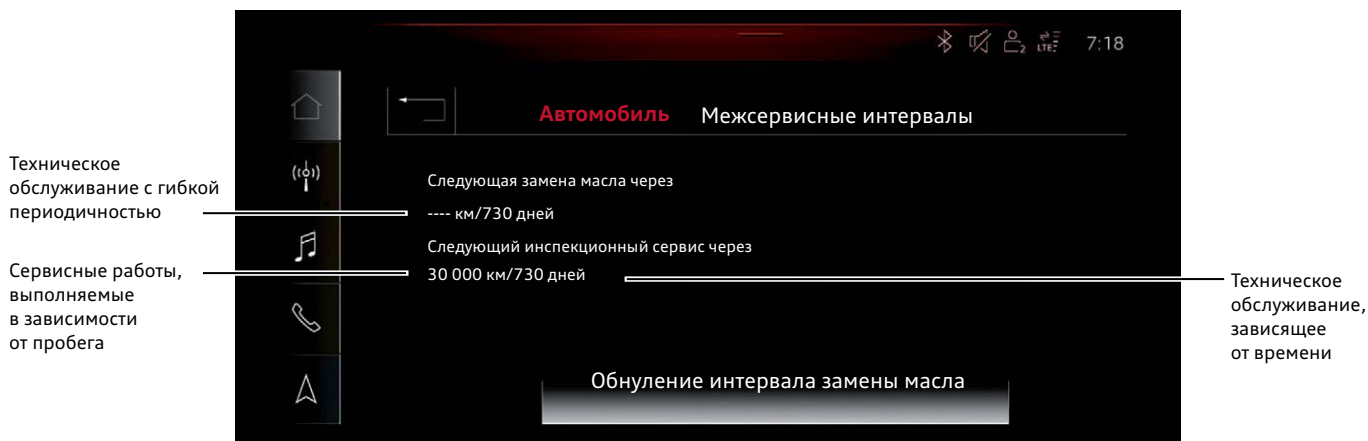 7:18
Автомобиль Межсервисные интервалы
Техническое
обслуживание с гибкой
периодичностью
Следующая замена масла через
---- км/730 дней
Следующий инспекционный сервис через
30 000 км/730 дней
Сервисные работы,
выполняемые
в зависимости
от пробега
Техническое
обслуживание,
зависящее
от времени
Обнуление интервала замены масла
2
LTE